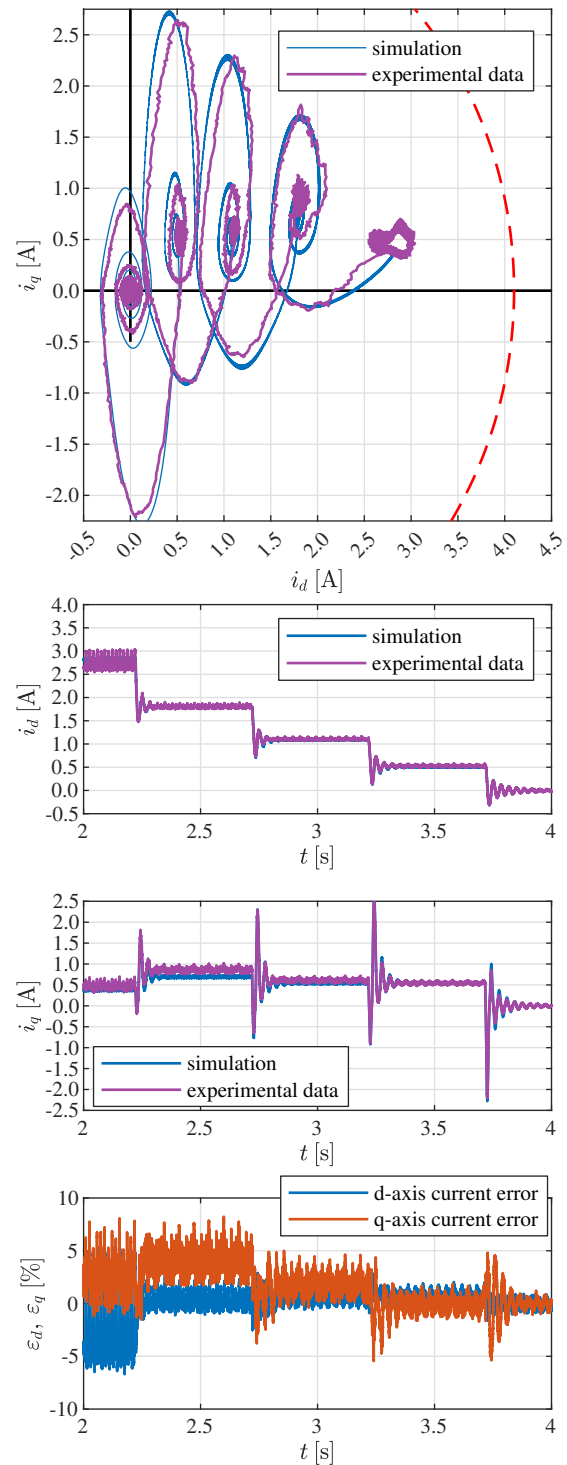 2.5
2.0
1.5
1.0
0.5
0.0
-0.5
-1.0
-1.5
-2.0
i_q [A]
simulation
experimental data
-0.5 0.0 0.5 1.0 1.5 2.0 2.5 3.0 3.5 4.0 4.5
i_d [A]
4.0
3.5
3.0
2.5
2.0
1.5
1.0
0.5
0.0
-0.5
i_d [A]
simulation
experimental data
2 2.5 3 3.5 4
t [s]
2.5
2.0
1.5
1.0
0.5
0.0
-0.5
-1.0
-1.5
-2.0
-2.5
i_q [A]
simulation
experimental data
2 2.5 3 3.5 4
t [s]
10
5
0
-5
-10
ε_d, ε_q [%]
d-axis current error
q-axis current error
2 2.5 3 3.5 4
t [s]